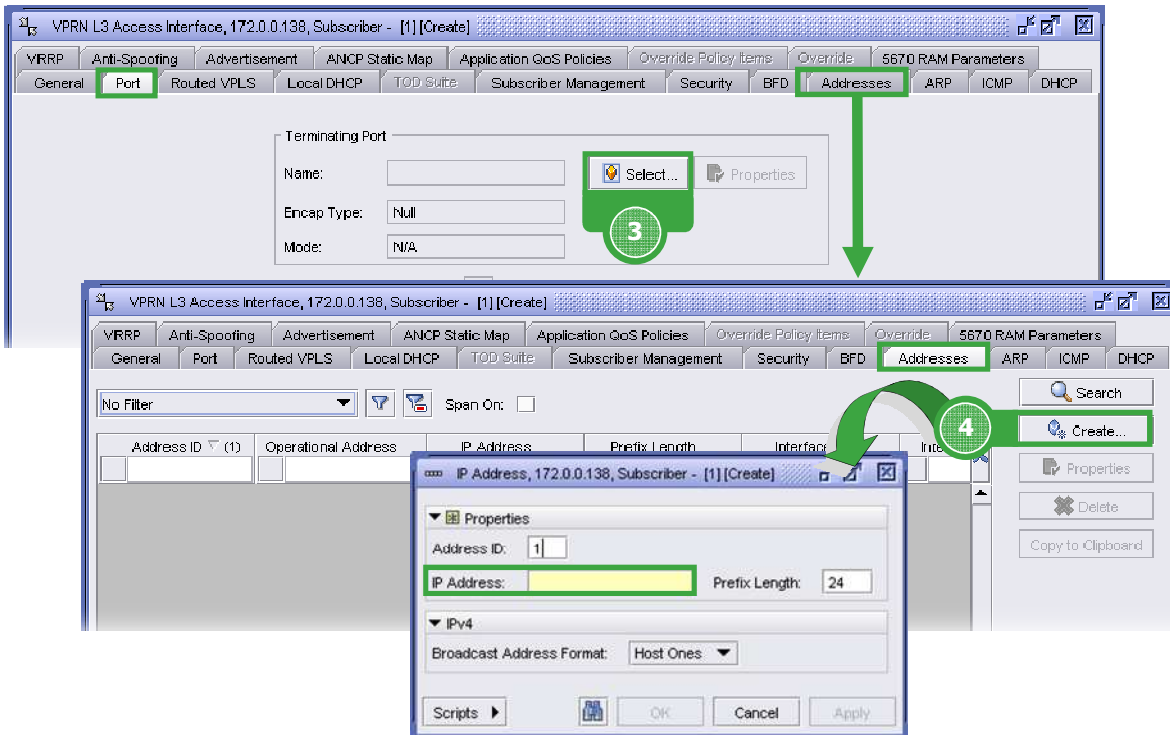 VPRN L3 Access Interface, 172.0.0.138, Subscriber - [1] [Create]
VRRP Anti-Spoofing Advertisement ANCP Static Map Application QoS Policies Override Policy Items Override 5670 RAM Parameters
General Port Routed VPLS Local DHCP TOD Suite Subscriber Management Security BFD Addresses ARP ICMP DHCP
Terminating Port
Name: Select... Properties
Encap Type: Null
3
Mode: N/A
VPRN L3 Access Interface, 172.0.0.138, Subscriber - [1] [Create]
VRRP Anti-Spoofing Advertisement ANCP Static Map Application QoS Policies Override Policy Items Override 5670 RAM Parameters
General Port Routed VPLS Local DHCP TOD Suite Subscriber Management Security BFD Addresses ARP ICMP DHCP
No Filter Span On: Search
4 Create...
Address ID (1) Operational Address IP Address Prefix Length Interface
Properties
Delete
Copy to Clipboard
IP Address, 172.0.0.138, Subscriber - [1] [Create]
Properties
Address ID: 1
IP Address: Prefix Length: 24
IPv4
Broadcast Address Format: Host Ones
Scripts OK Cancel Apply